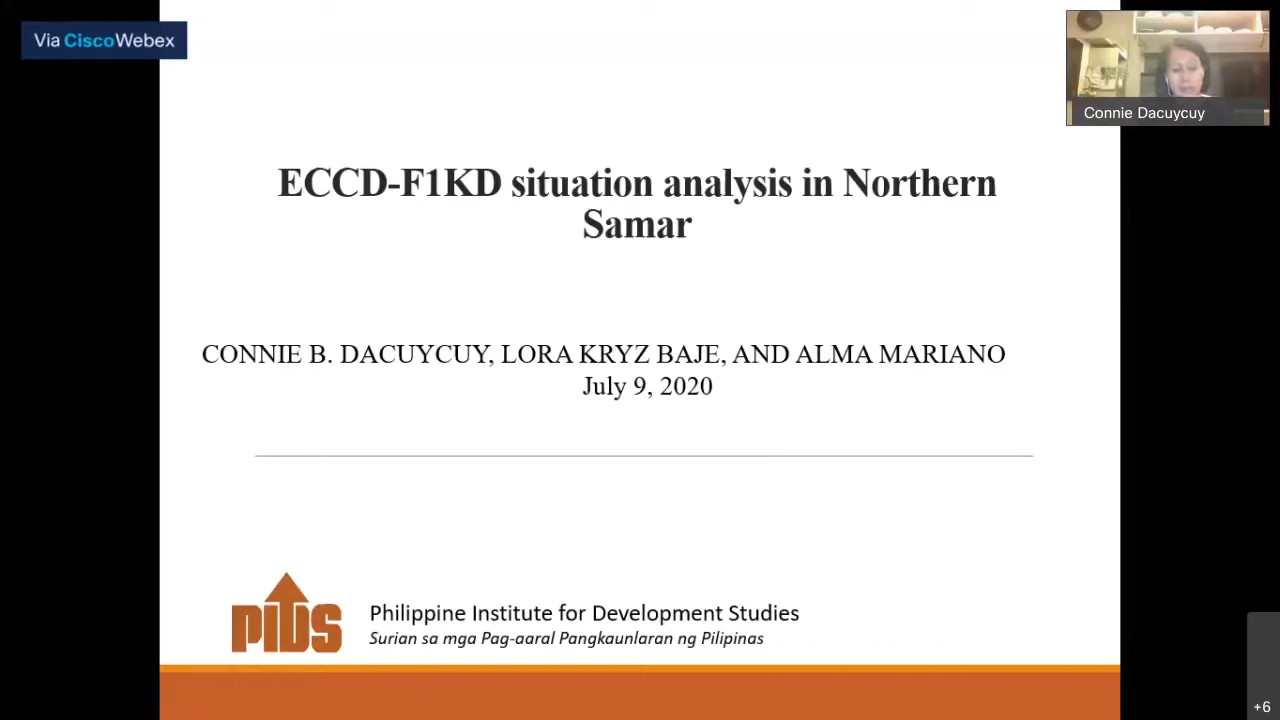 Via CiscoWebex
Connie Dacuycuy
ECCD-F1KD situation analysis in Northern
Samar
CONNIE B. DACUYCUY, LORA KRYZ BAJE, AND ALMA MARIANO
July 9, 2020
PIDS
Philippine Institute for Development Studies
Surian sa mga Pag-aaral Pangkaunlaran ng Pilipinas
+6